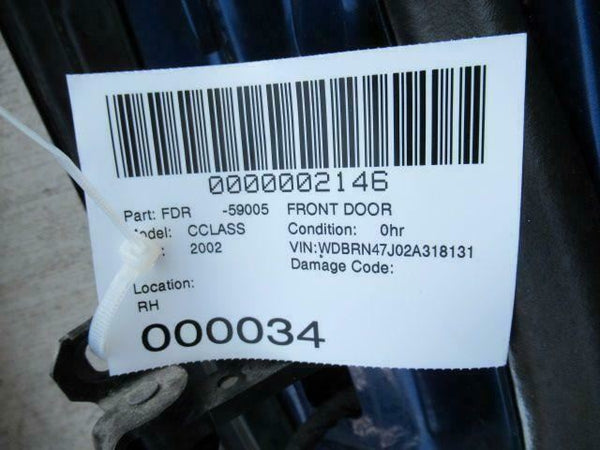 0000002146
Part: FDR -59005 FRONT DOOR
odel: CCLASS Condition: 0hr
: 2002 VIN:WDBRN47J02A318131
Damage Code:
Location:
RH
000034